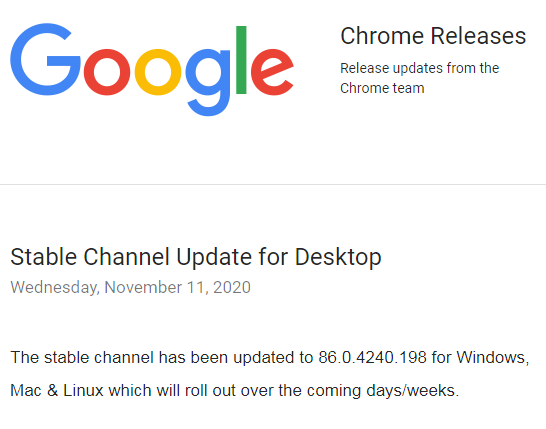 Google
Chrome Releases
Release updates from the
Chrome team
Stable Channel Update for Desktop
Wednesday, November 11, 2020
The stable channel has been updated to 86.0.4240.198 for Windows,
Mac & Linux which will roll out over the coming days/weeks.